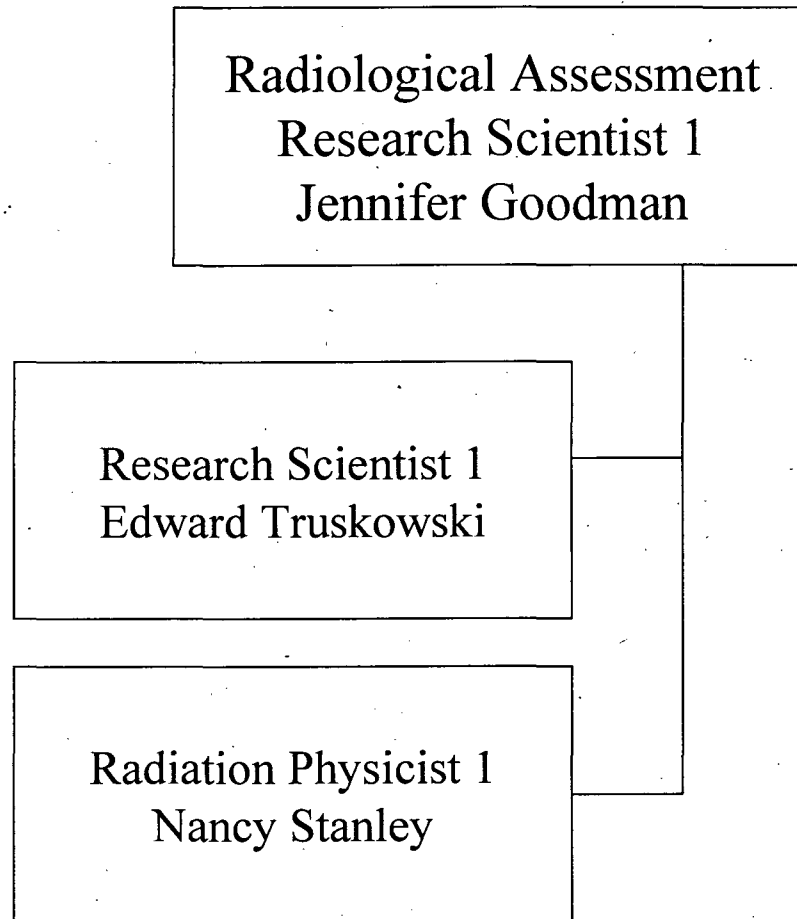 Radiological Assessment
Research Scientist 1
Jennifer Goodman
Research Scientist 1
Edward Truskowski
Radiation Physicist 1
Nancy Stanley